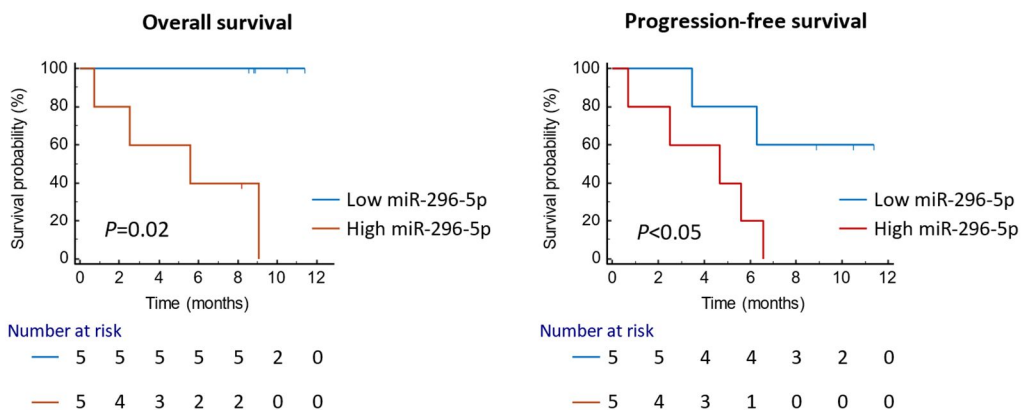 Overall survival
Survival probability (%)
100
80
60
40
20
0
P=0.02
Low miR-296-5p
High miR-296-5p
0 2 4 6 8 10 12
Time (months)
Number at risk
5 5 5 5 5 2 0
5 4 3 2 2 0 0
Progression-free survival
Survival probability (%)
100
80
60
40
20
0
P<0.05
Low miR-296-5p
High miR-296-5p
0 2 4 6 8 10 12
Time (months)
Number at risk
5 5 4 4 3 2 0
5 4 3 1 0 0 0